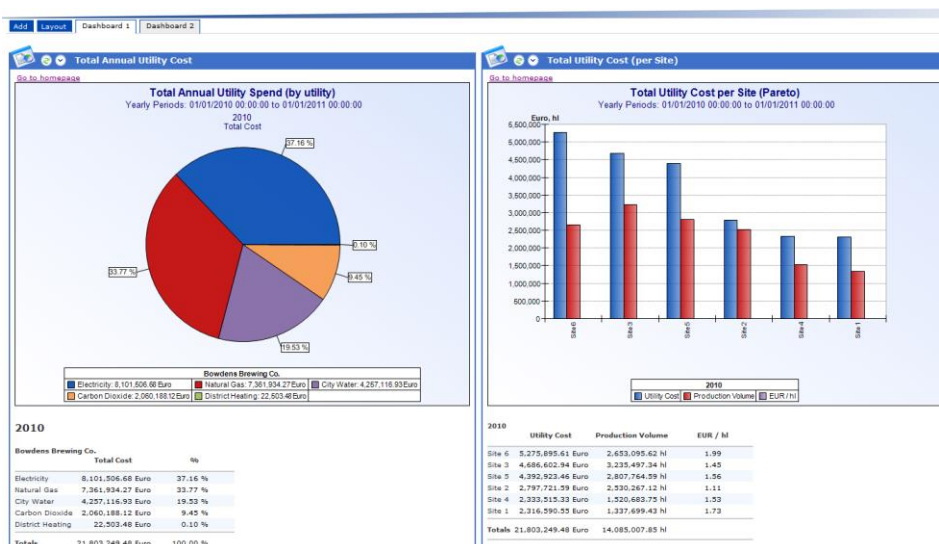 Add Layout Dashboard 1 Dashboard 2
Total Annual Utility Cost
Go to homepage
Total Annual Utility Spend (by utility)
Yearly Periods: 01/01/2010 00:00:00 to 01/01/2011 00:00:00
2010
Total Cost
37.16 %
0.10 %
9.45 %
33.77 %
19.53 %
Bowdens Brewing Co.
Electricity: 8,101,506.68 Euro Natural Gas: 7,361,934.27 Euro City Water: 4,257,116.93 Euro
Carbon Dioxide: 2,060,188.12 Euro District Heating: 22,503.48 Euro
2010
Bowdens Brewing Co.
Total Cost %
Electricity 8,101,506.68 Euro 37.16 %
Natural Gas 7,361,934.27 Euro 33.77 %
City Water 4,257,116.93 Euro 19.53 %
Carbon Dioxide 2,060,188.12 Euro 9.45 %
District Heating 22,503.48 Euro 0.10 %
Totals 21,803,249.48 Euro 100.00 %
Total Utility Cost (per Site)
Go to homepage
Total Utility Cost per Site (Pareto)
Yearly Periods: 01/01/2010 00:00:00 to 01/01/2011 00:00:00
Euro, hl
5,500,000
5,000,000
4,500,000
4,000,000
3,500,000
3,000,000
2,500,000
2,000,000
1,500,000
1,000,000
500,000
0
Site 6 Site 3 Site 5 Site 2 Site 4 Site 1
2010
Utility Cost Production Volume EUR / hl
2010
Utility Cost Production Volume EUR / hl
Site 6 5,275,895.61 Euro 2,653,095.62 hl 1.99
Site 3 4,686,602.94 Euro 3,235,497.34 hl 1.45
Site 5 4,392,923.46 Euro 2,807,764.59 hl 1.56
Site 2 2,797,721.59 Euro 2,530,267.12 hl 1.11
Site 4 2,333,515.33 Euro 1,520,683.75 hl 1.53
Site 1 2,316,590.55 Euro 1,337,699.43 hl 1.73
Totals 21,803,249.48 Euro 14,085,007.85 hl